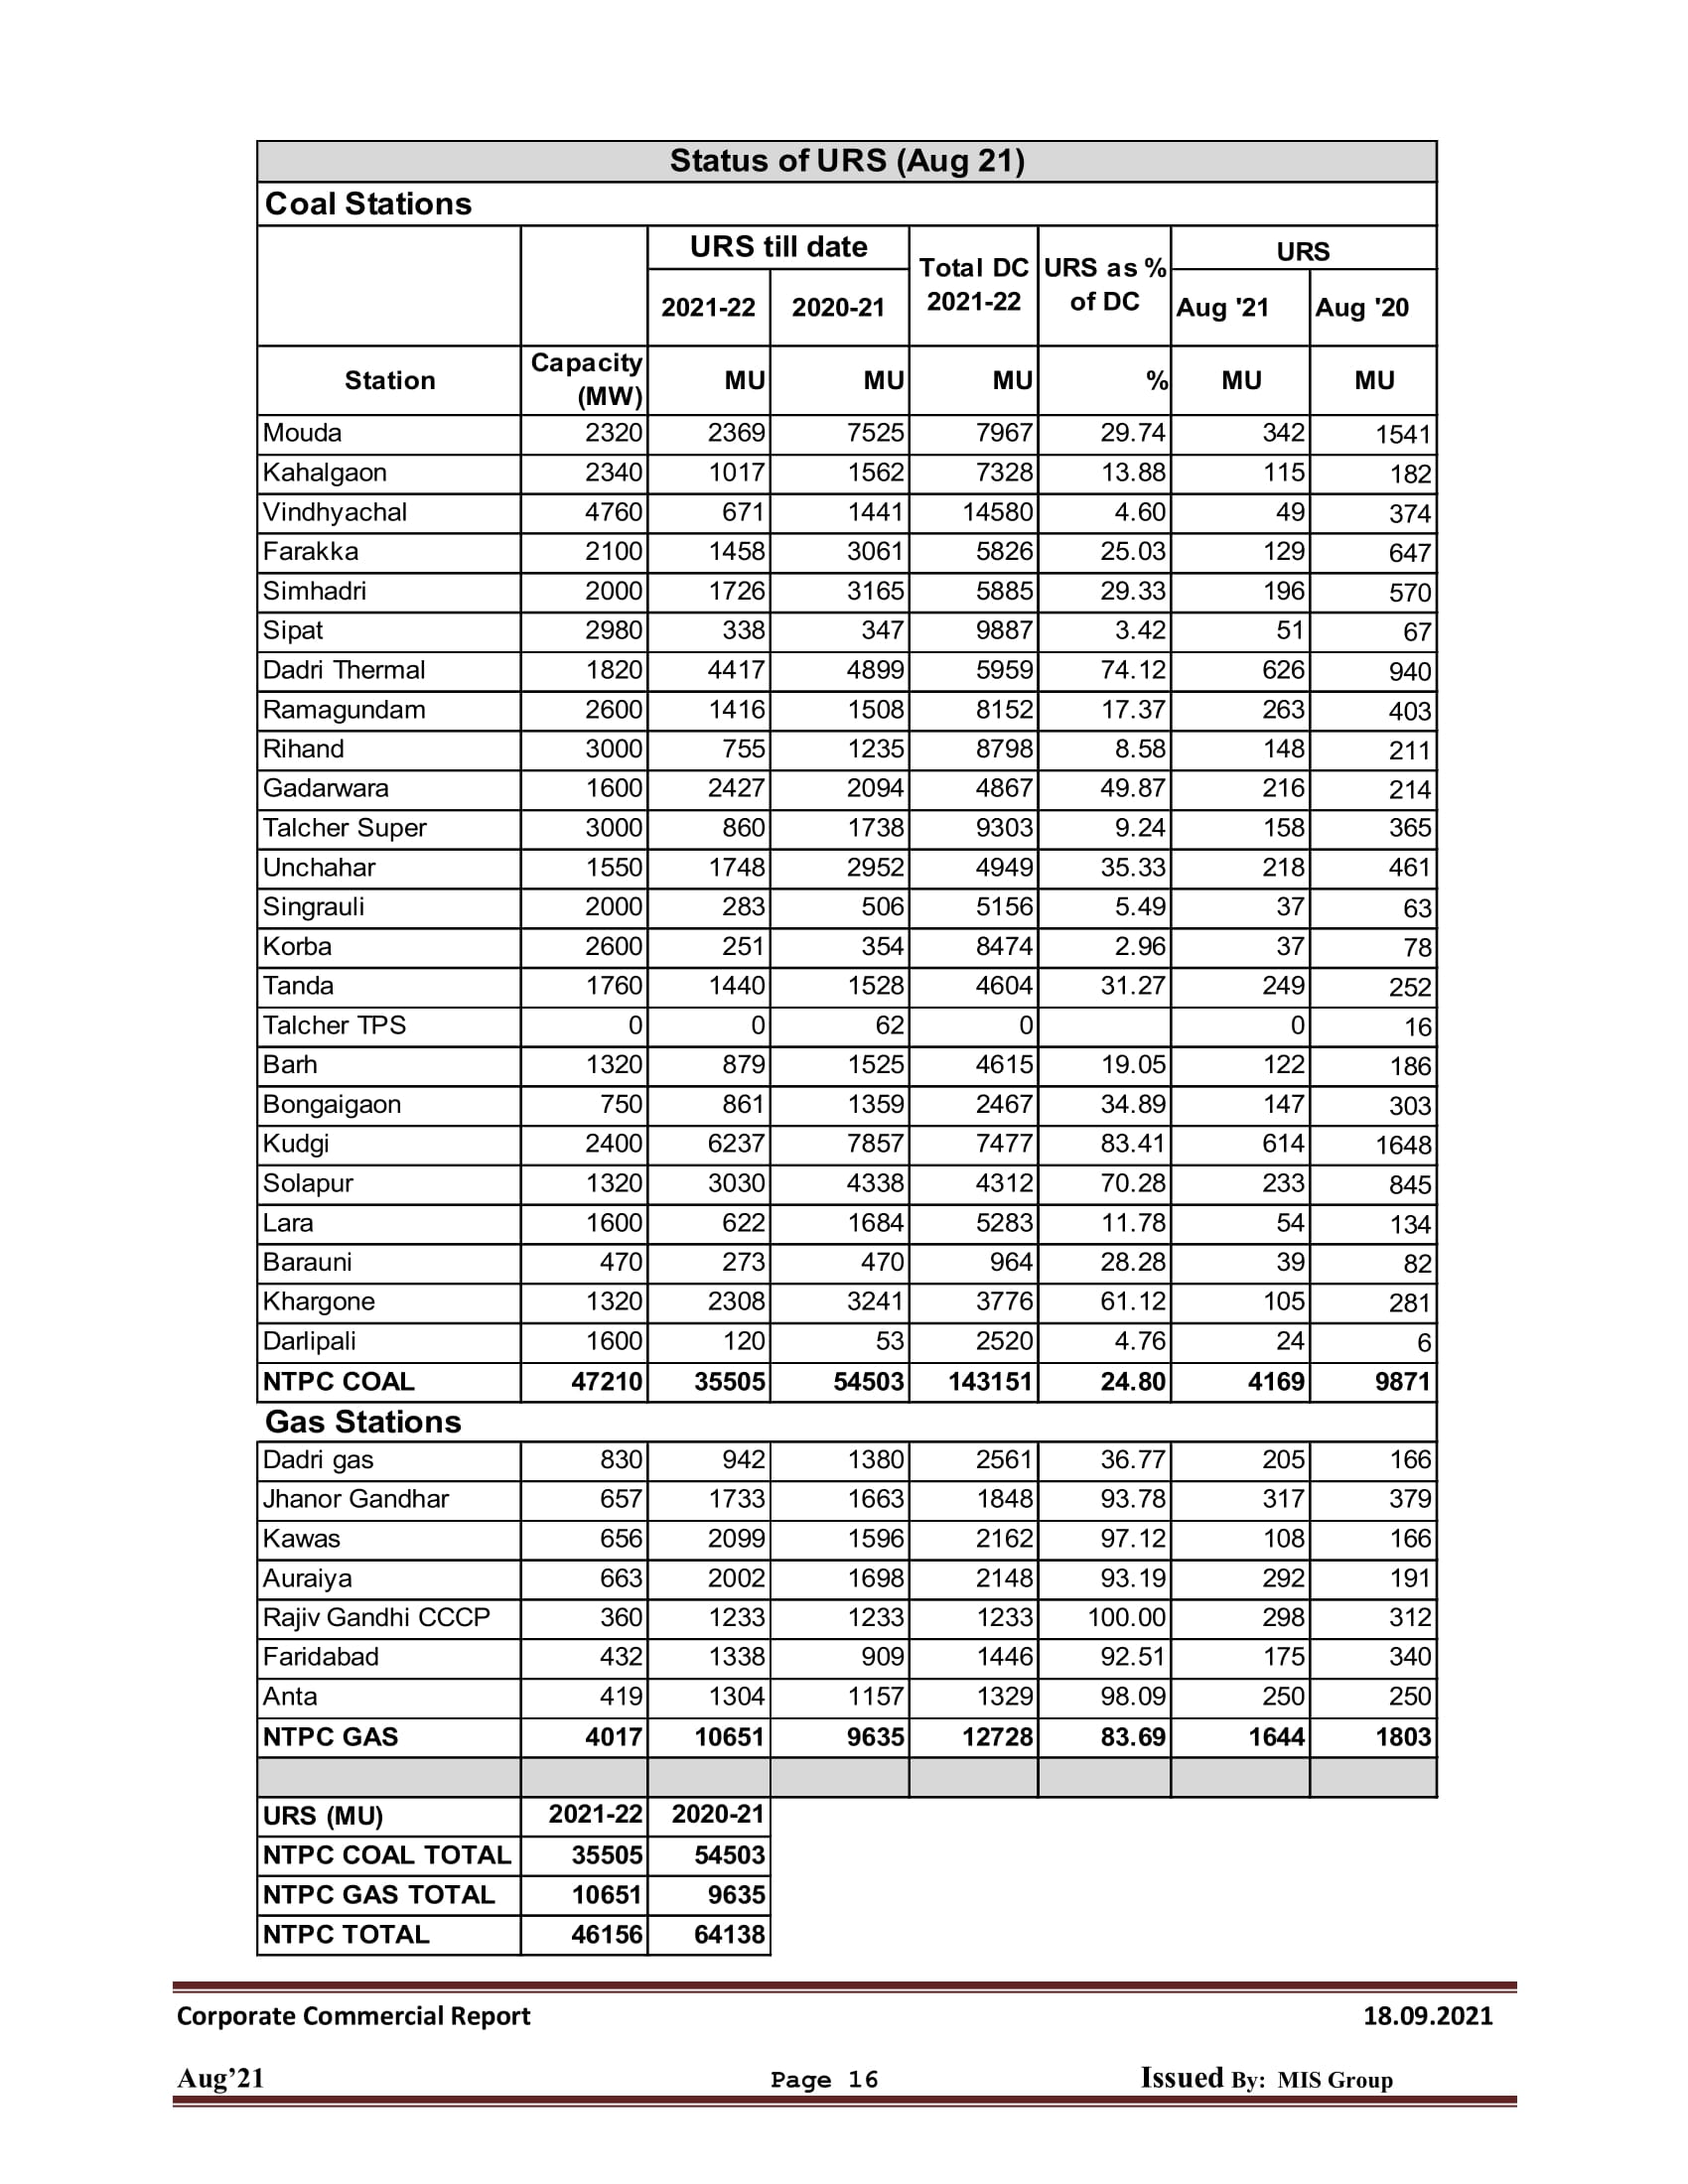 Status of URS (Aug 21)
Coal Stations
URS till date Total DC 2021-22 URS as % of DC URS
2021-22 2020-21 Aug '21 Aug '20
Station Capacity (MW) MU MU MU % MU MU
Mouda 2320 2369 7525 7967 29.74 342 1541
Kahalgaon 2340 1017 1562 7328 13.88 115 182
Vindhyachal 4760 671 1441 14580 4.60 49 374
Farakka 2100 1458 3061 5826 25.03 129 647
Simhadri 2000 1726 3165 5885 29.33 196 570
Sipat 2980 338 347 9887 3.42 51 67
Dadri Thermal 1820 4417 4899 5959 74.12 626 940
Ramagundam 2600 1416 1508 8152 17.37 263 403
Rihand 3000 755 1235 8798 8.58 148 211
Gadarwara 1600 2427 2094 4867 49.87 216 214
Talcher Super 3000 860 1738 9303 9.24 158 365
Unchahar 1550 1748 2952 4949 35.33 218 461
Singrauli 2000 283 506 5156 5.49 37 63
Korba 2600 251 354 8474 2.96 37 78
Tanda 1760 1440 1528 4604 31.27 249 252
Talcher TPS 0 0 62 0 0 16
Barh 1320 879 1525 4615 19.05 122 186
Bongaigaon 750 861 1359 2467 34.89 147 303
Kudgi 2400 6237 7857 7477 83.41 614 1648
Solapur 1320 3030 4338 4312 70.28 233 845
Lara 1600 622 1684 5283 11.78 54 134
Barauni 470 273 470 964 28.28 39 82
Khargone 1320 2308 3241 3776 61.12 105 281
Darlipali 1600 120 53 2520 4.76 24 6
NTPC COAL 47210 35505 54503 143151 24.80 4169 9871
Gas Stations
Dadri gas 830 942 1380 2561 36.77 205 166
Jhanor Gandhar 657 1733 1663 1848 93.78 317 379
Kawas 656 2099 1596 2162 97.12 108 166
Auraiya 663 2002 1698 2148 93.19 292 191
Rajiv Gandhi CCCP 360 1233 1233 1233 100.00 298 312
Faridabad 432 1338 909 1446 92.51 175 340
Anta 419 1304 1157 1329 98.09 250 250
NTPC GAS 4017 10651 9635 12728 83.69 1644 1803
URS (MU) 2021-22 2020-21
NTPC COAL TOTAL 35505 54503
NTPC GAS TOTAL 10651 9635
NTPC TOTAL 46156 64138
Corporate Commercial Report 18.09.2021
Aug’21 Page 16 Issued By: MIS Group